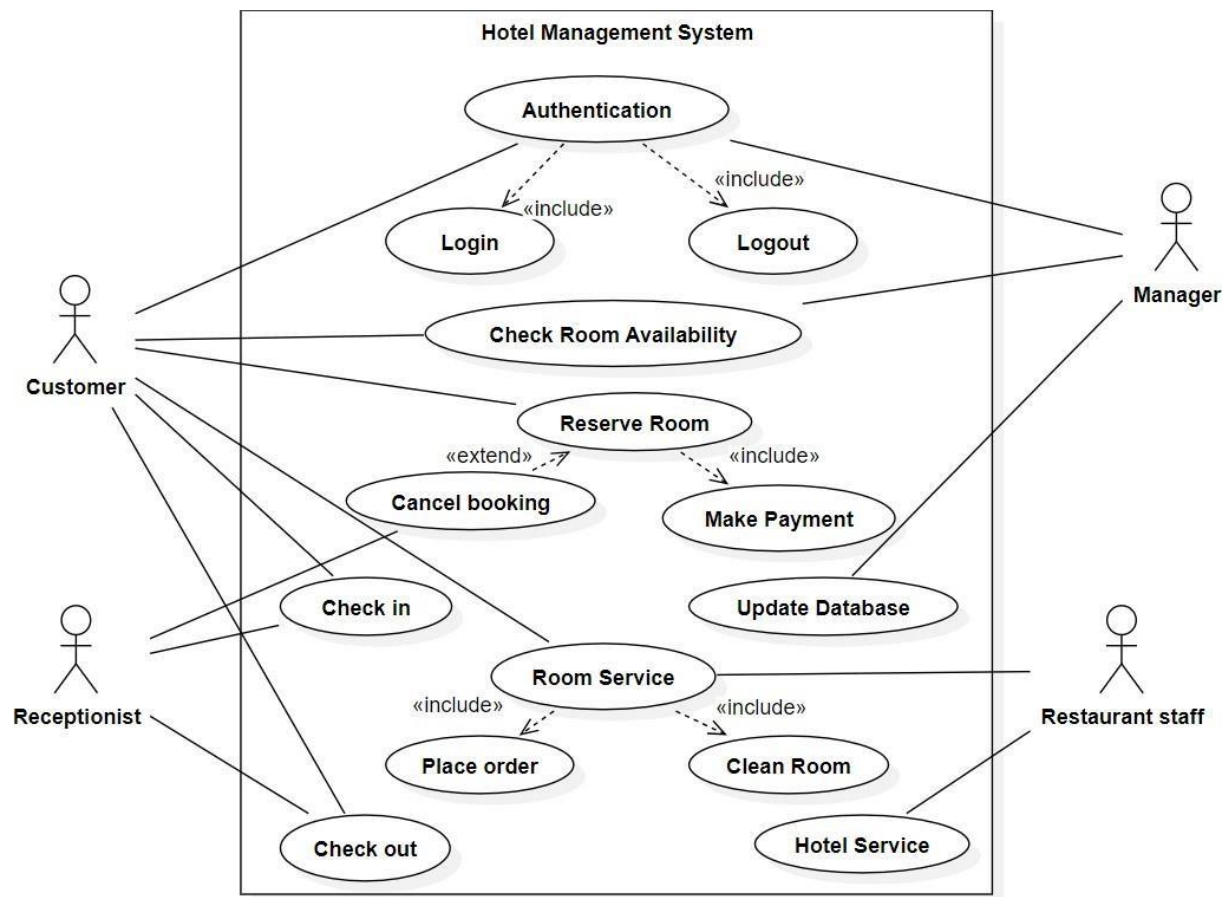 Hotel Management System
Authentication
«include»
«include»
Login
Logout
Manager
Check Room Availability
Customer
Reserve Room
«extend»
«include»
Cancel booking
Make Payment
Check in
Update Database
Room Service
«include»
«include»
Receptionist
Restaurant staff
Place order
Clean Room
Check out
Hotel Service